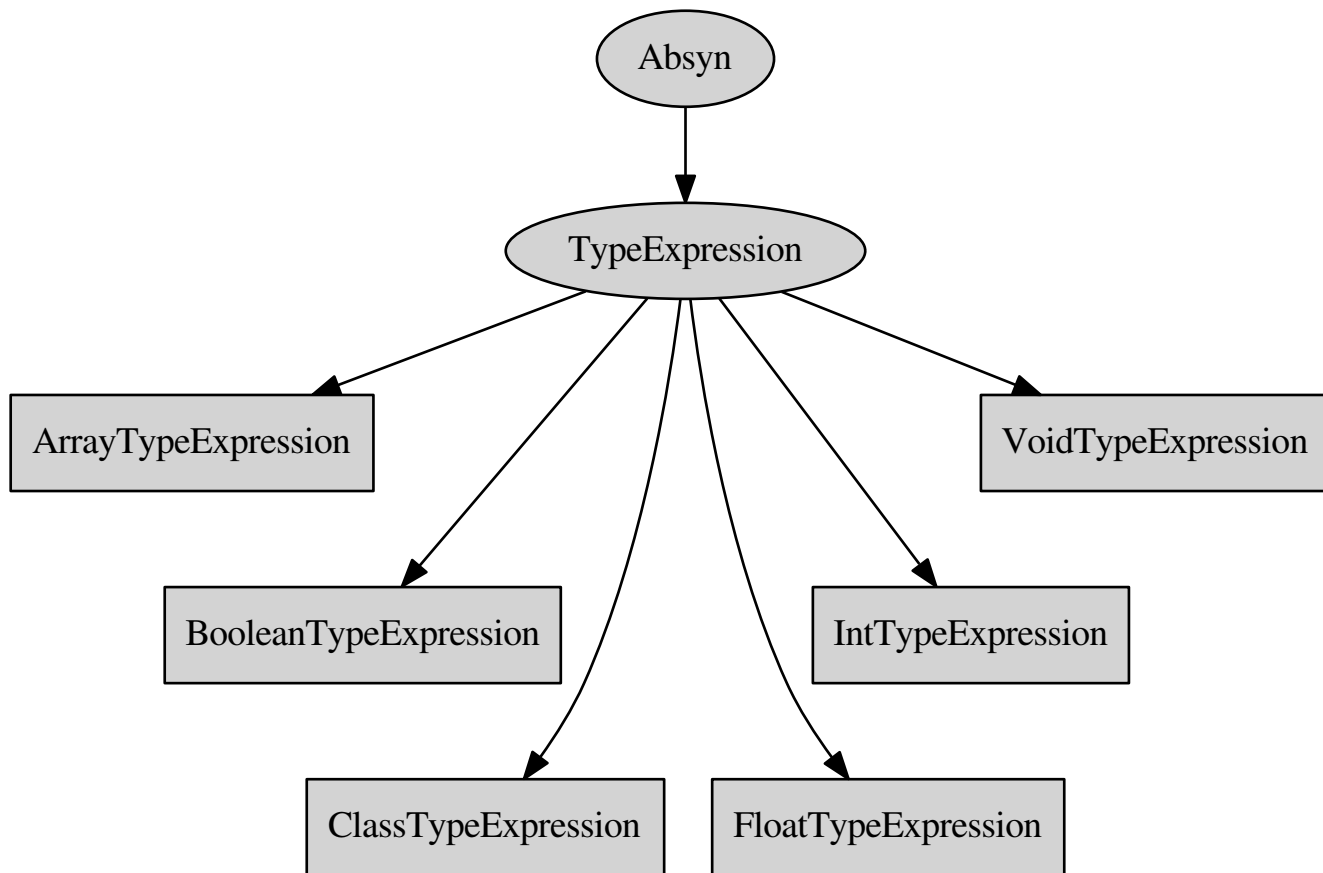 Absyn
TypeExpression
ArrayTypeExpression
VoidTypeExpression
BooleanTypeExpression
IntTypeExpression
ClassTypeExpression
FloatTypeExpression